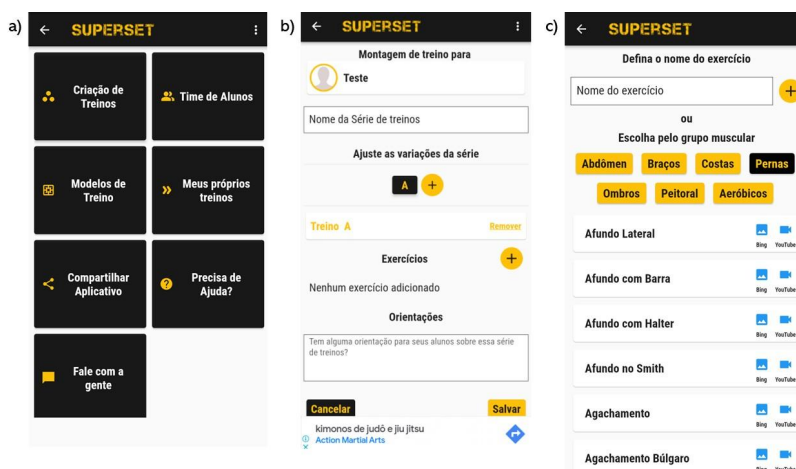 a)
SUPERSET
Criação de
Treinos
Time de Alunos
Modelos de
Treino
Meus próprios
treinos
Compartilhar
Aplicativo
Precisa de
Ajuda?
Fale com a
gente
b)
SUPERSET
Montagem de treino para
Teste
Nome da Série de treinos
Ajuste as variações da série
A
Treino A
Remover
Exercícios
Nenhum exercício adicionado
Orientações
Tem alguma orientação para seus alunos sobre essa série
de treinos?
Cancelar
Salvar
kimonos de judô e jiu jitsu
Action Martial Arts
c)
SUPERSET
Defina o nome do exercício
Nome do exercício
ou
Escolha pelo grupo muscular
Abdômen Braços Costas Pernas
Ombros Peitoral Aeróbicos
Afundo Lateral
Bing YouTube
Afundo com Barra
Bing YouTube
Afundo com Halter
Bing YouTube
Afundo no Smith
Bing YouTube
Agachamento
Bing YouTube
Agachamento Búlgaro
Bing YouTube